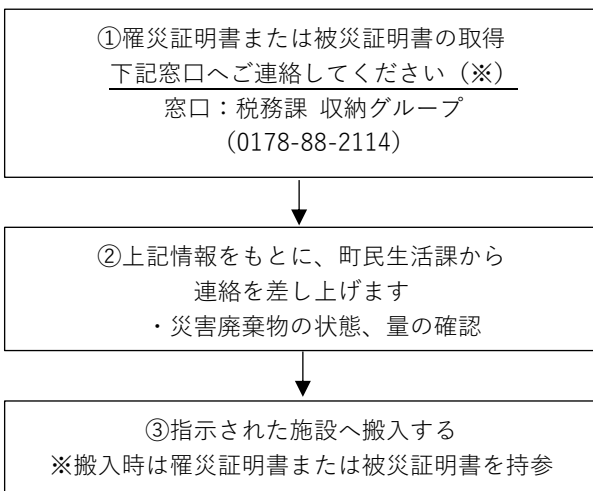 ①罹災証明書または被災証明書の取得
下記窓口へご連絡してください（※）
窓口：税務課 収納グループ
（0178-88-2114）
②上記情報をもとに、町民生活課から
連絡を差し上げます
・災害廃棄物の状態、量の確認
③指示された施設へ搬入する
※搬入時は罹災証明書または被災証明書を持参